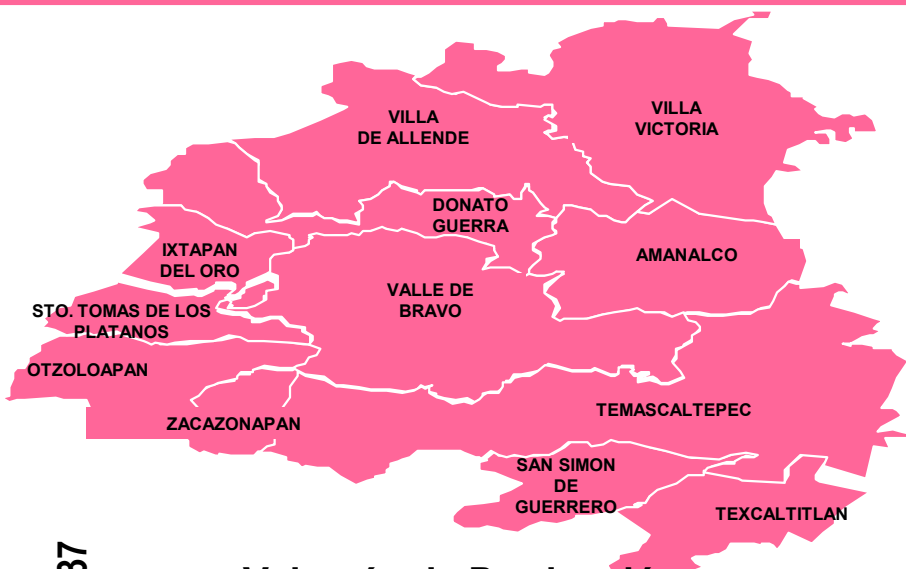 VILLA
DE ALLENDE
VILLA
VICTORIA
DONATO
GUERRA
IXTAPAN
DEL ORO
AMANALCO
VALLE DE
BRAVO
STO. TOMAS DE LOS
PLATANOS
OTZOLOAPAN
ZACAZONAPAN
TEMASCALTEPEC
SAN SIMON
DE
GUERRERO
TEXCALTITLAN
37